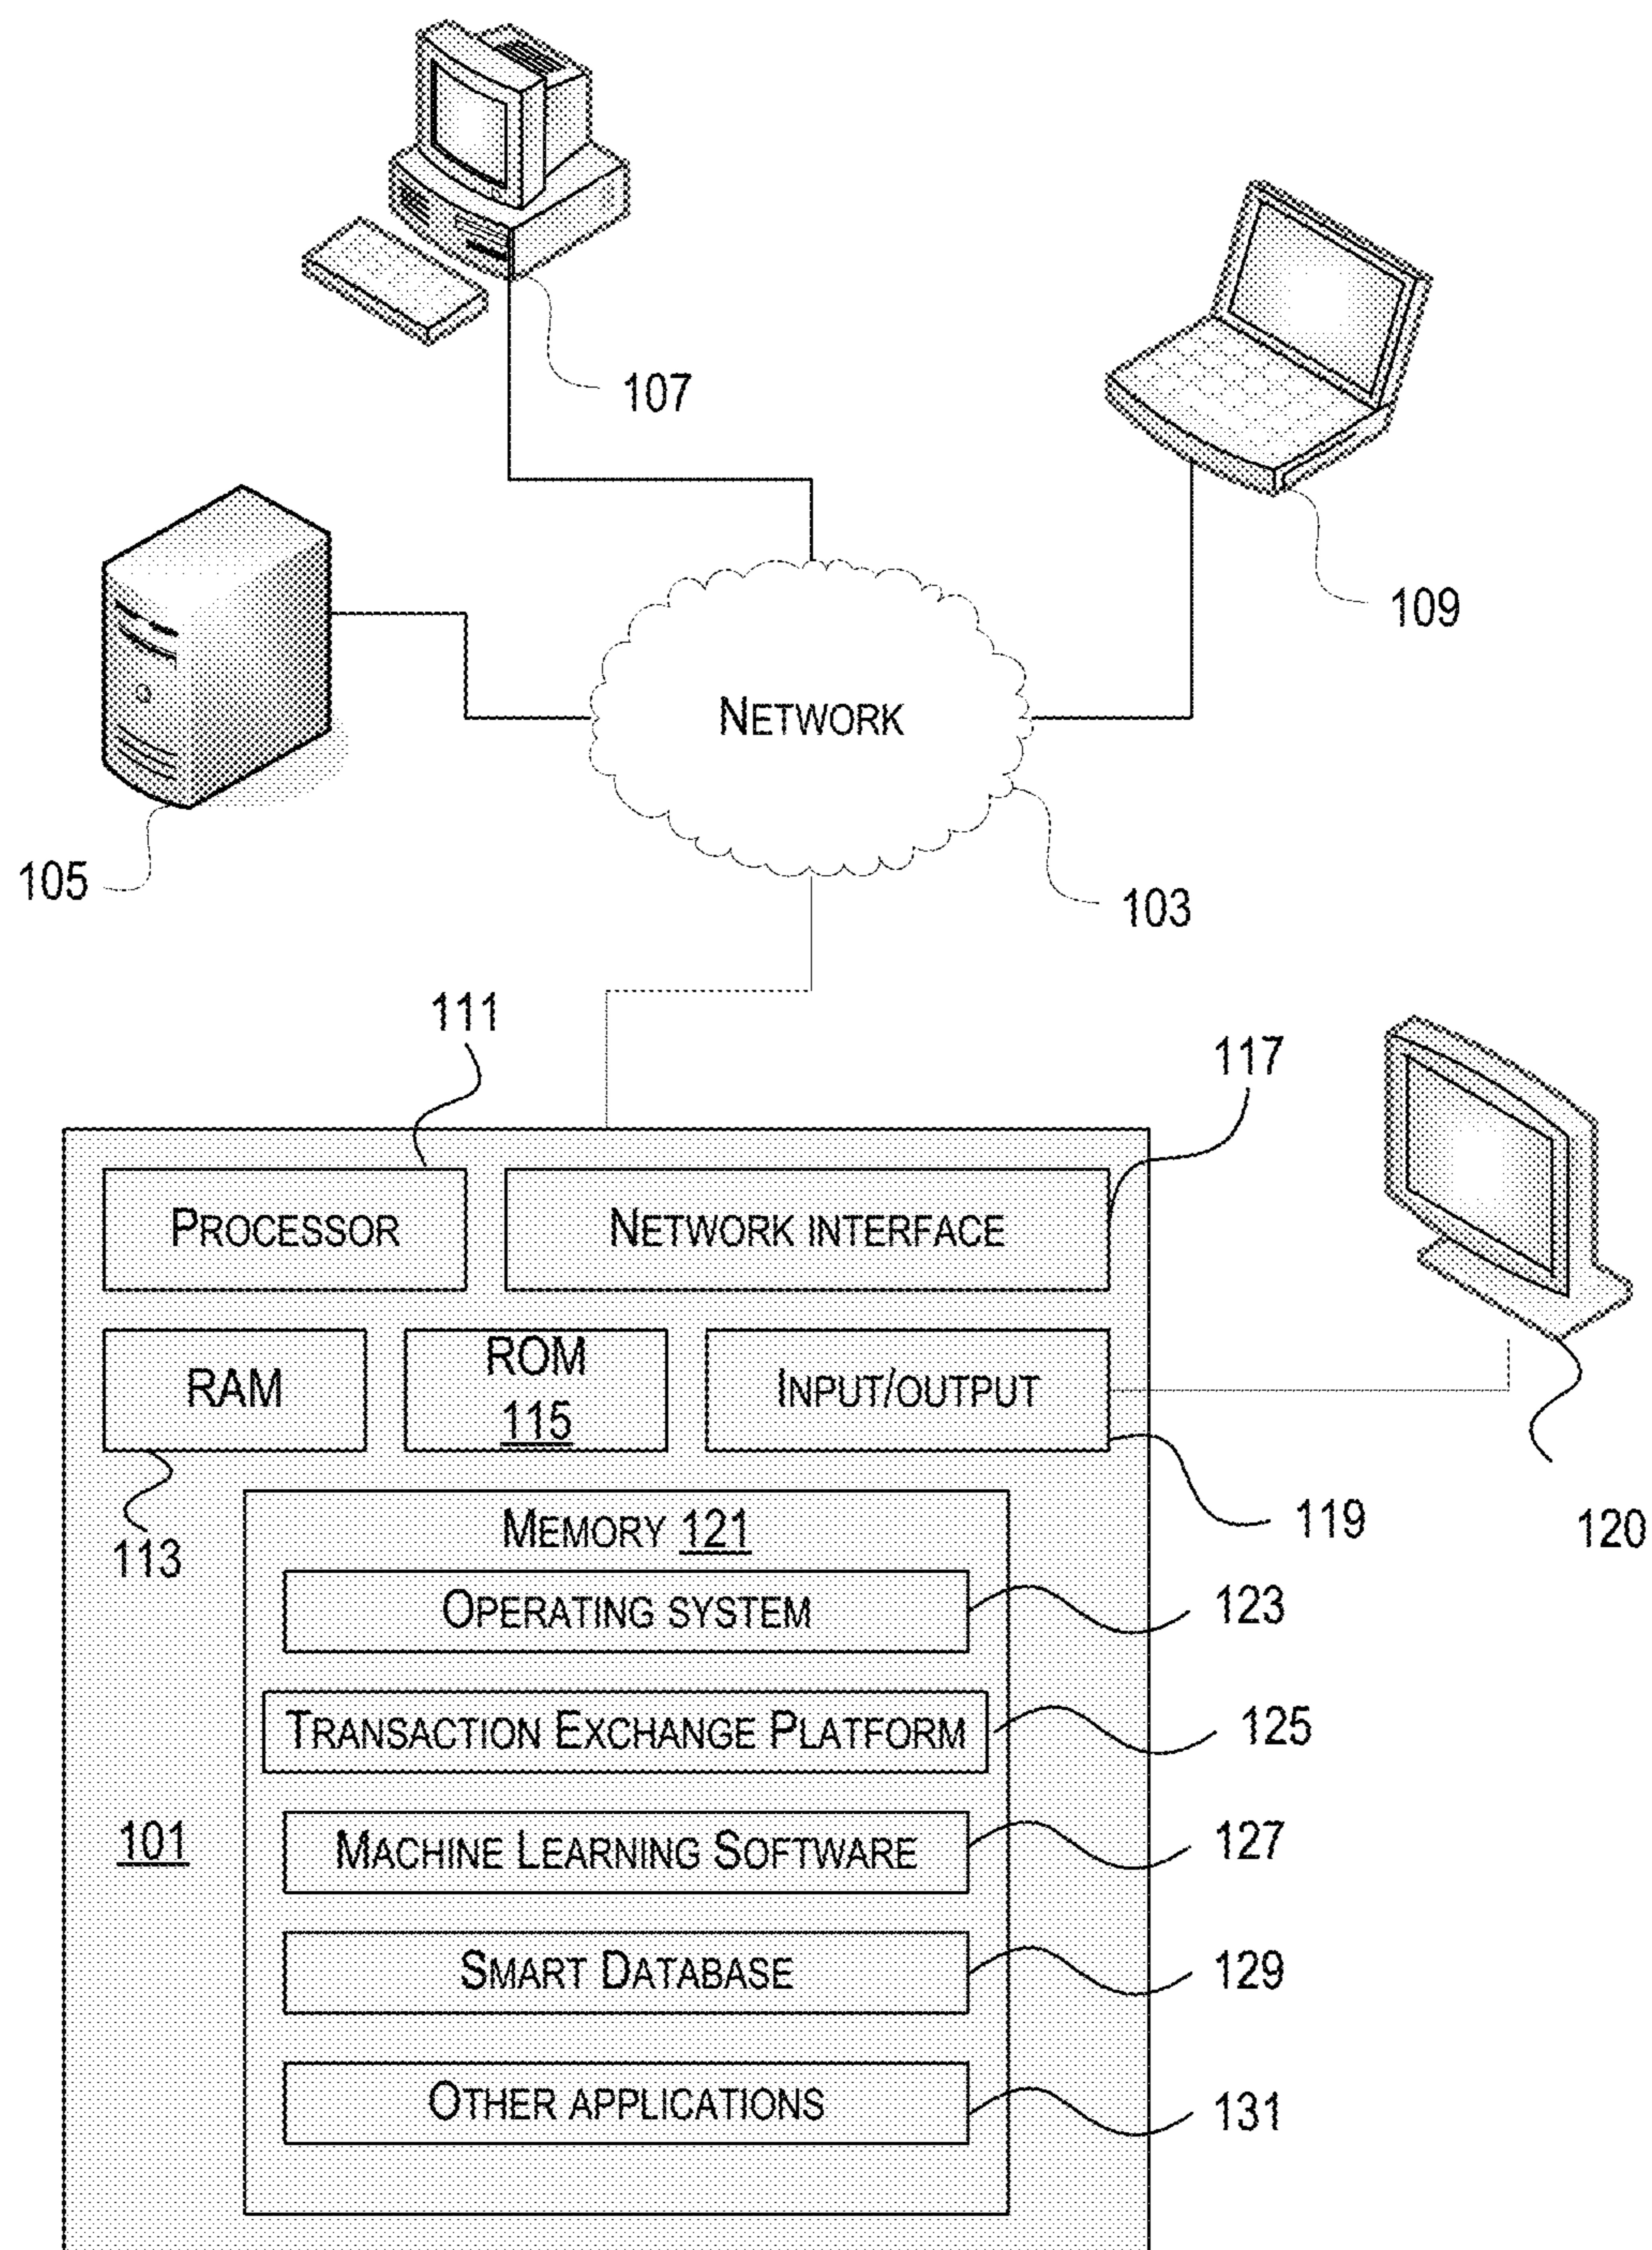 107
109
NETWORK
105
103
111
117
PROCESSOR
NETWORK INTERFACE
RAM
ROM
115
INPUT/OUTPUT
113
119
120
MEMORY 121
OPERATING SYSTEM
123
TRANSACTION EXCHANGE PLATFORM
125
101
MACHINE LEARNING SOFTWARE
127
SMART DATABASE
129
OTHER APPLICATIONS
131